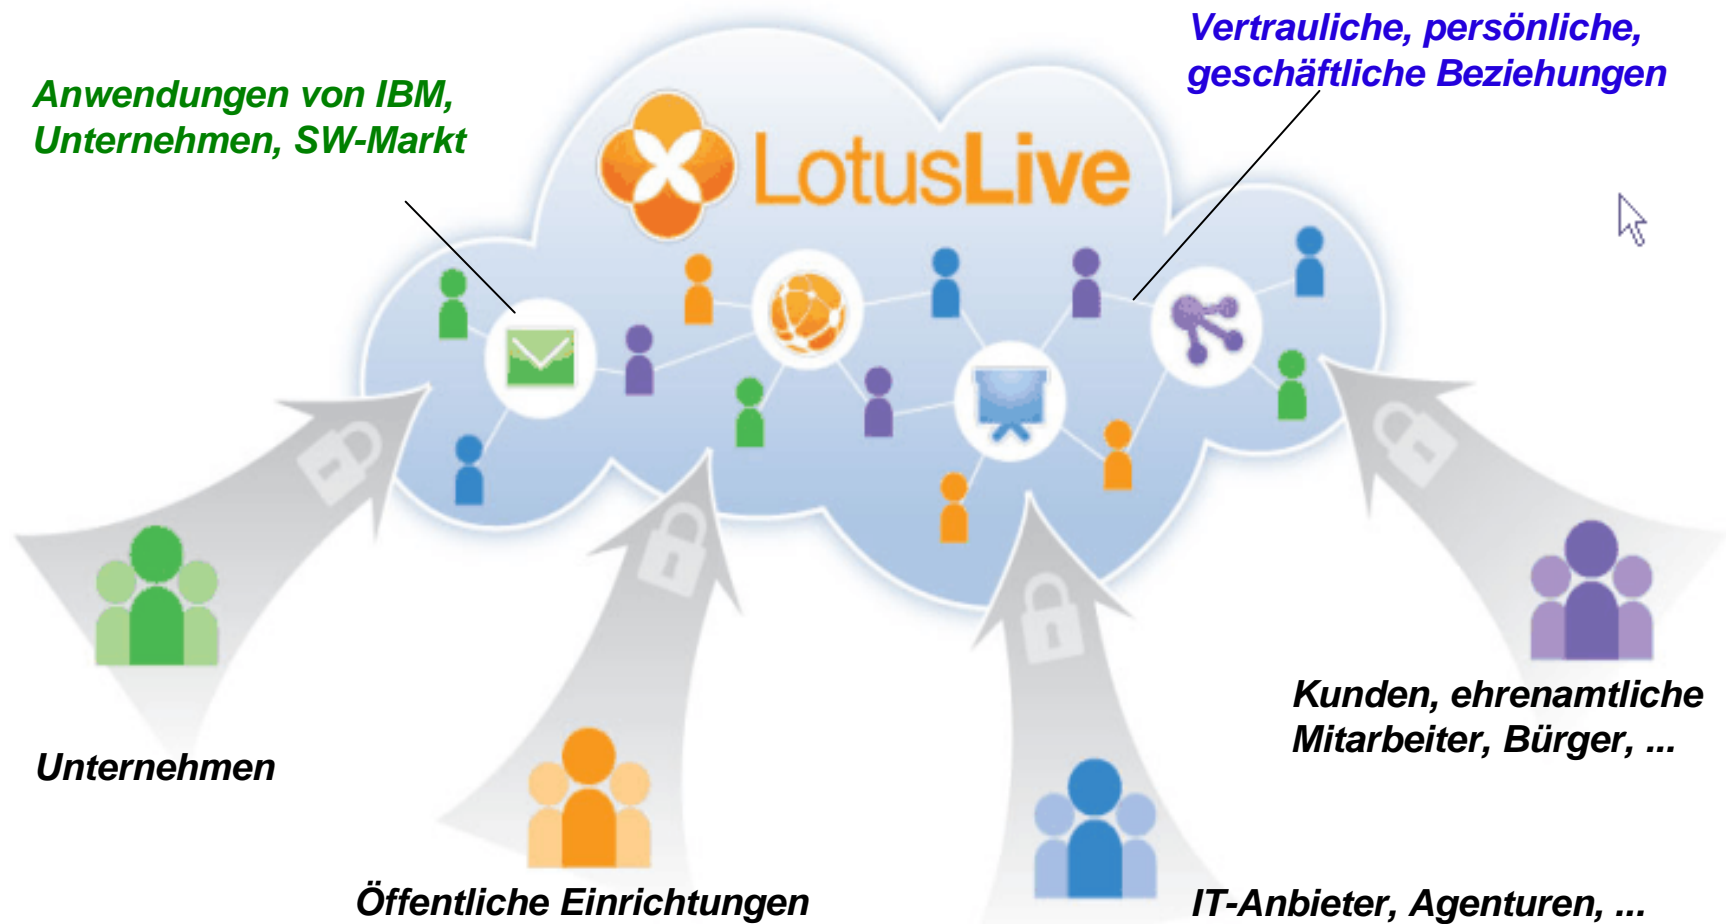 Vertrauliche, persönliche,
geschäftliche Beziehungen
Anwendungen von IBM,
Unternehmen, SW-Markt
LotusLive
Kunden, ehrenamtliche
Mitarbeiter, Bürger, ...
Unternehmen
Öffentliche Einrichtungen
IT-Anbieter, Agenturen, ...